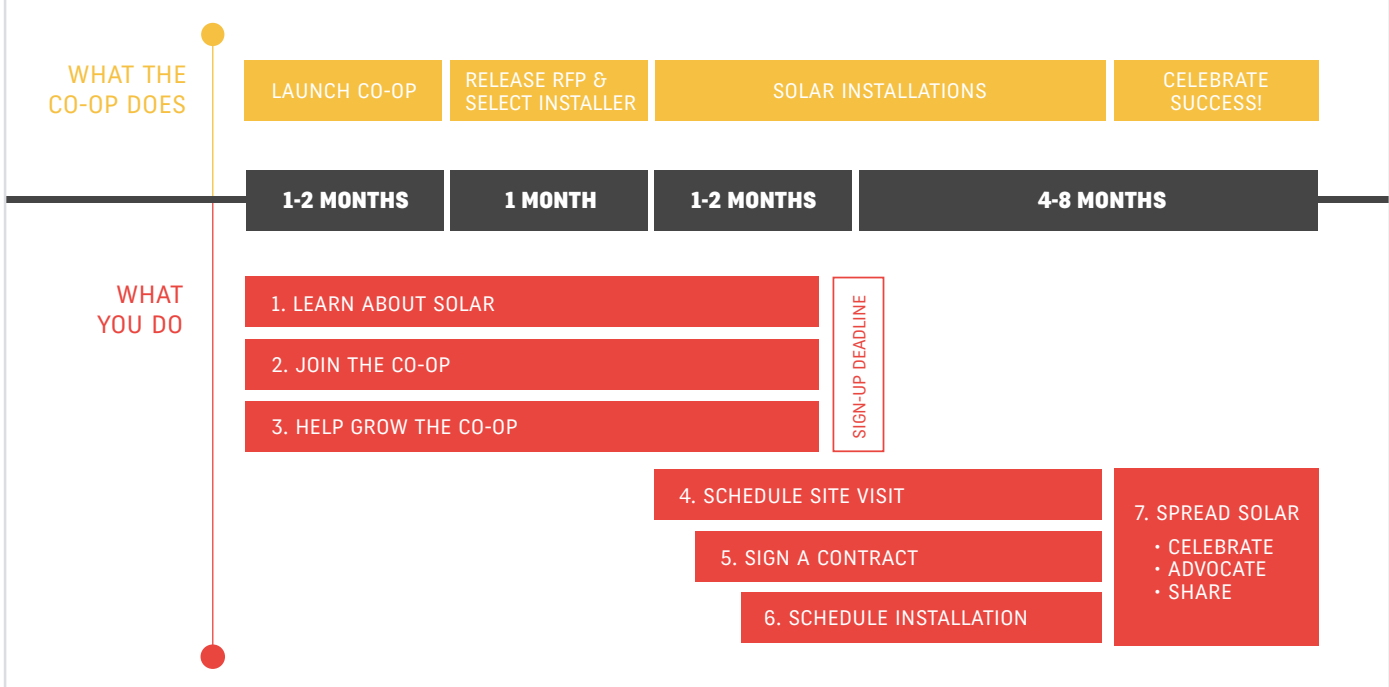 WHAT THE
CO-OP DOES
LAUNCH CO-OP
RELEASE RFP &
SELECT INSTALLER
SOLAR INSTALLATIONS
CELEBRATE
SUCCESS!
1-2 MONTHS
1 MONTH
1-2 MONTHS
4-8 MONTHS
WHAT
YOU DO
1. LEARN ABOUT SOLAR
2. JOIN THE CO-OP
3. HELP GROW THE CO-OP
SIGN-UP DEADLINE
4. SCHEDULE SITE VISIT
5. SIGN A CONTRACT
6. SCHEDULE INSTALLATION
7. SPREAD SOLAR
• CELEBRATE
• ADVOCATE
• SHARE